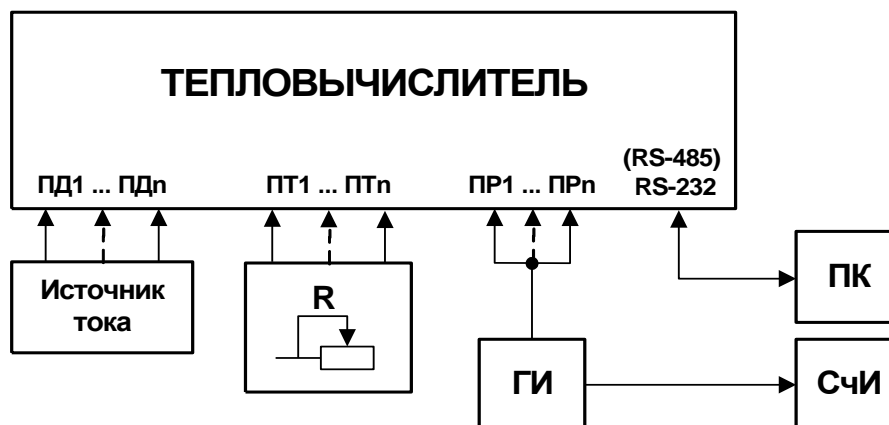 ТЕПЛОВЫЧИСЛИТЕЛЬ
(RS-485)
ПД1 ... ПДn ПТ1 ... ПТn ПР1 ... ПРn RS-232
Источник
тока
R
ПК
ГИ
СчИ